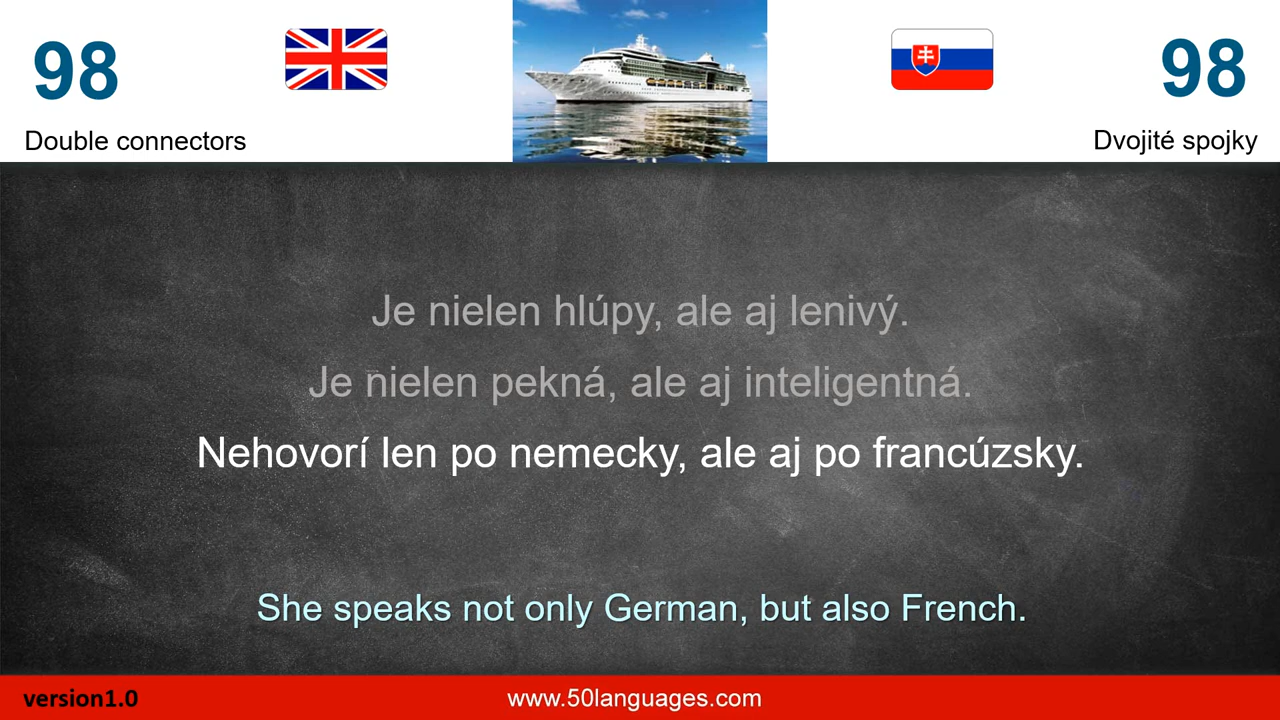 98
98
Double connectors
Dvojité spojky
Je nielen hlúpy, ale aj lenivý.
Je nielen pekná, ale aj inteligentná.
Nehovorí len po nemecky, ale aj po francúzsky.
She speaks not only German, but also French.
version1.0
www.50languages.com